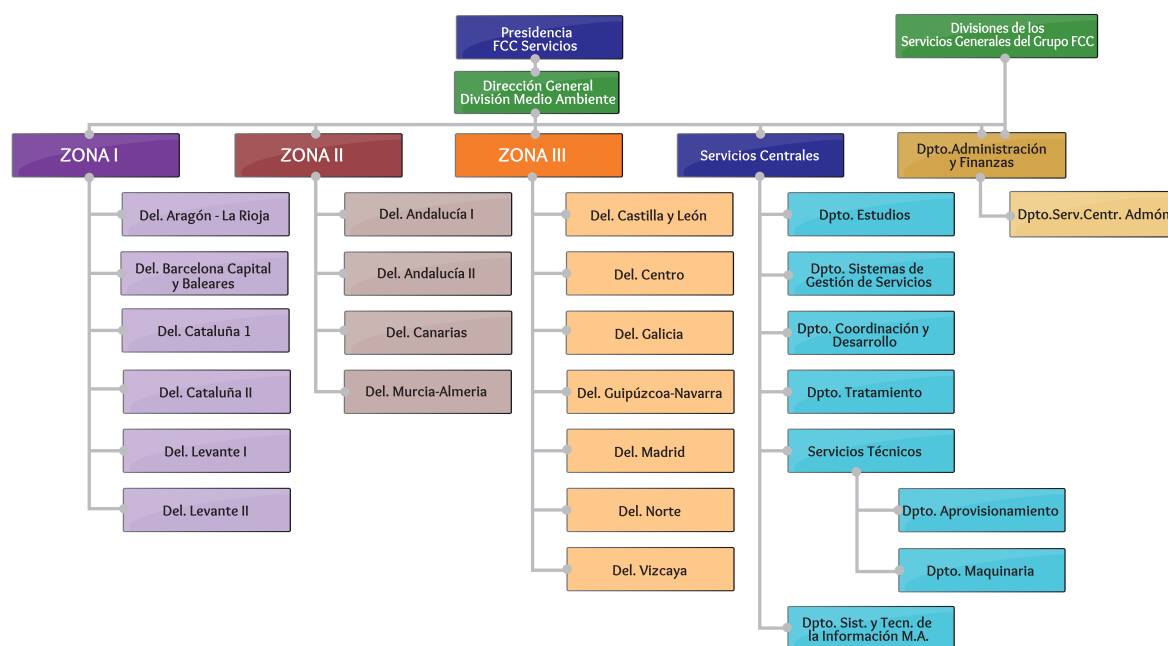 Presidencia
FCC Servicios
Divisiones de los
Servicios Generales del Grupo FCC
Dirección General
División Medio Ambiente
ZONA I
ZONA II
ZONA III
Servicios Centrales
Dpto.Administración
y Finanzas
Del. Aragón - La Rioja
Del. Barcelona Capital
y Baleares
Del. Cataluña 1
Del. Cataluña II
Del. Levante I
Del. Levante II
Del. Andalucía I
Del. Andalucía II
Del. Canarias
Del. Murcia-Almeria
Del. Castilla y León
Del. Centro
Del. Galicia
Del. Guipúzcoa-Navarra
Del. Madrid
Del. Norte
Del. Vizcaya
Dpto. Estudios
Dpto. Sistemas de
Gestión de Servicios
Dpto. Coordinación y
Desarrollo
Dpto. Tratamiento
Servicios Técnicos
Dpto. Aprovisionamiento
Dpto. Maquinaria
Dpto. Sist. y Tecn. de
la Información M.A.
Dpto.Serv.Centr. Admón